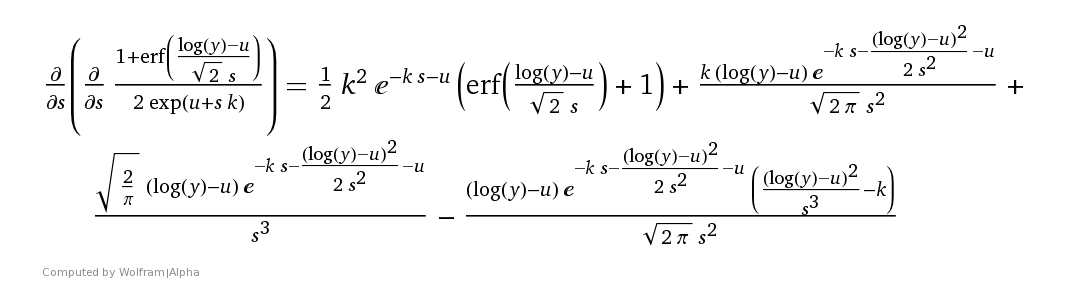 ∂/∂s(∂/∂s (1+erf((log(y)−u)/(√2 s)))/(2 exp(u+s k))) = 1/2 k² e^(−k s−u) (erf((log(y)−u)/(√2 s)) + 1) + (k (log(y)−u) e^(−k s−(log(y)−u)²/(2 s²)−u))/(√(2 π) s²) +
(√(2/π) (log(y)−u) e^(−k s−(log(y)−u)²/(2 s²)−u))/s³ − ((log(y)−u) e^(−k s−(log(y)−u)²/(2 s²)−u) ((log(y)−u)²/s³ −k))/(√(2 π) s²)
Computed by Wolfram|Alpha